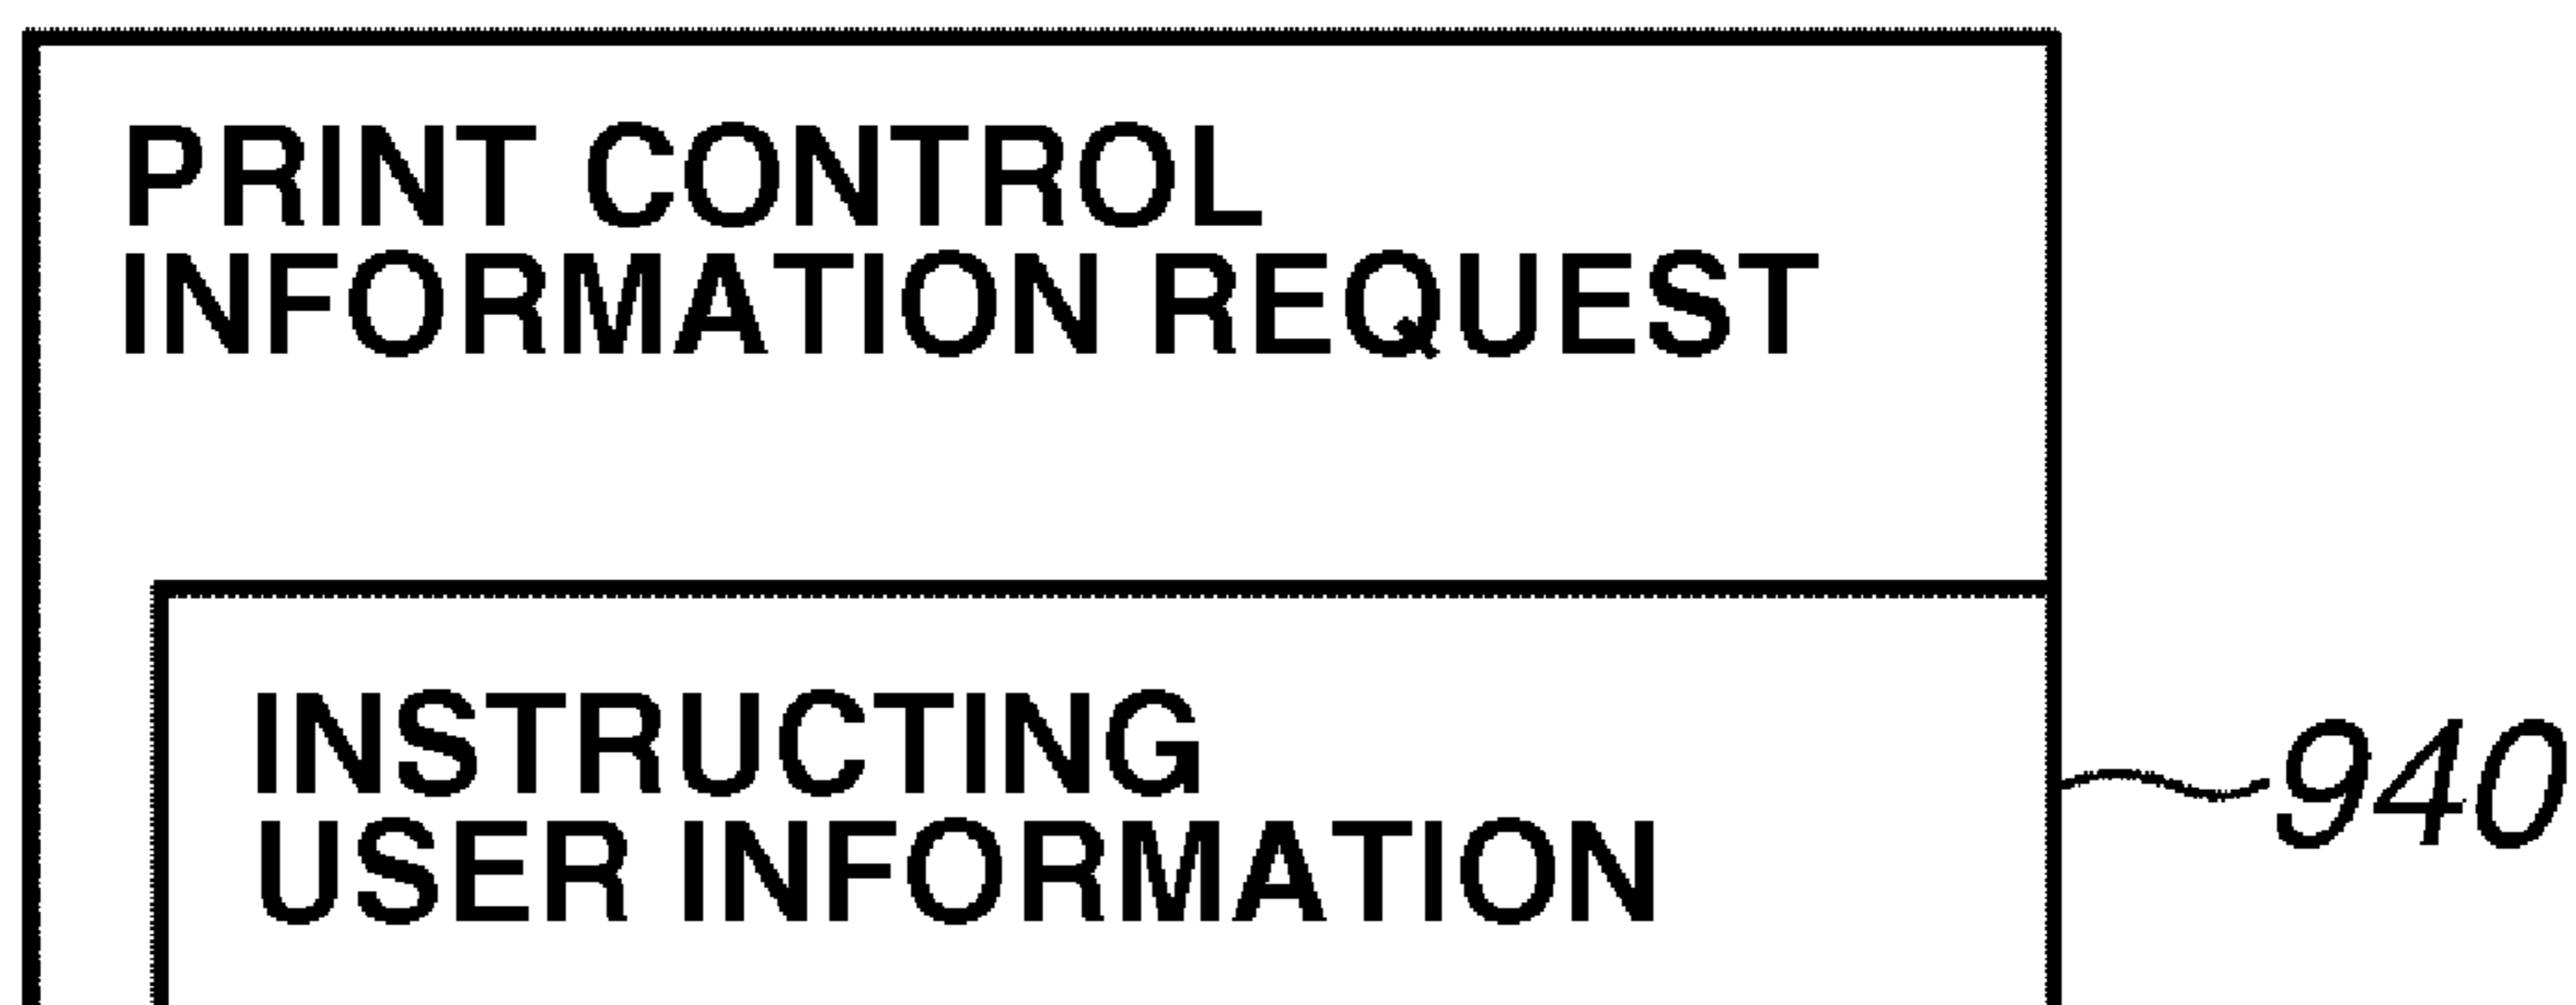 PRINT CONTROL
INFORMATION REQUEST
INSTRUCTING
USER INFORMATION
940